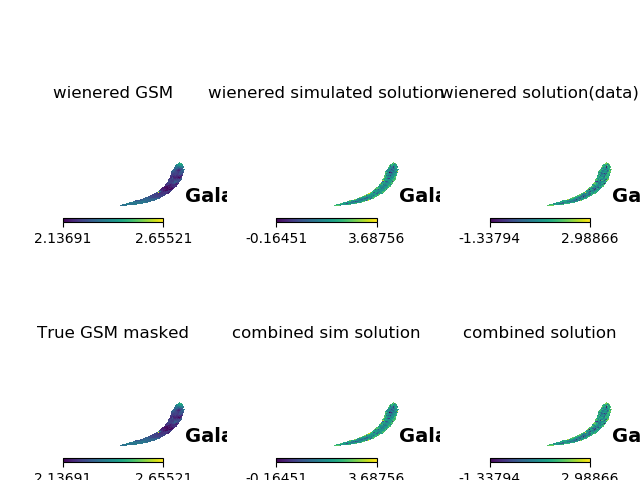 wienered GSM wienered simulated solution wienered solution(data)
Gala Gala Ga
2.13691 2.65521 -0.16451 3.68756 -1.33794 2.98866
True GSM masked combined sim solution combined solution
Gala Gala Ga
2.13691 2.65521 -0.16451 3.68756 -1.33794 2.98866